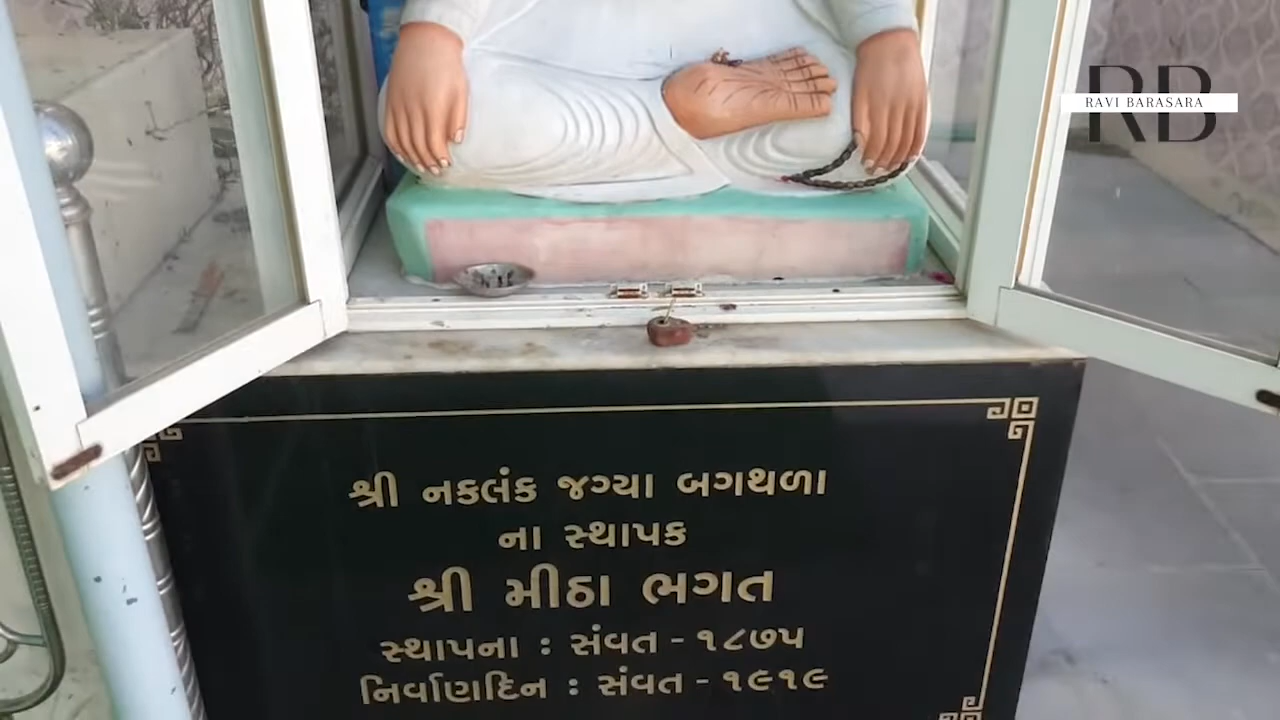 RB
RAVI BARASARA
શ્રી નકલંક જગ્યા બગથળા
ના સ્થાપક
શ્રી મીઠા ભગત
સ્થાપના : સંવત - ૧૮૭૫
નિર્વાણદિન : સંવત - ૧૯૧૯